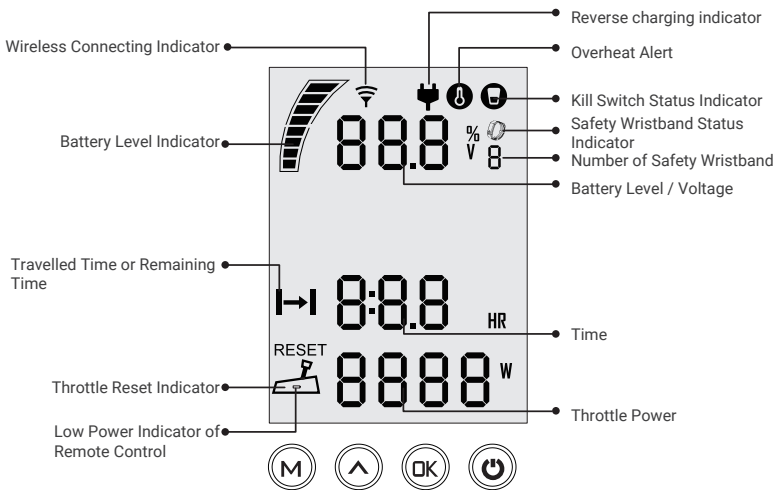 Reverse charging indicator
Wireless Connecting Indicator
Overheat Alert
Kill Switch Status Indicator
Safety Wristband Status
Indicator
Battery Level Indicator
88.8 % V 8
Number of Safety Wristband
Battery Level / Voltage
Travelled Time or Remaining
Time
8:8.8 HR
Time
RESET
8888 W
Throttle Reset Indicator
Throttle Power
Low Power Indicator of
Remote Control
M OK